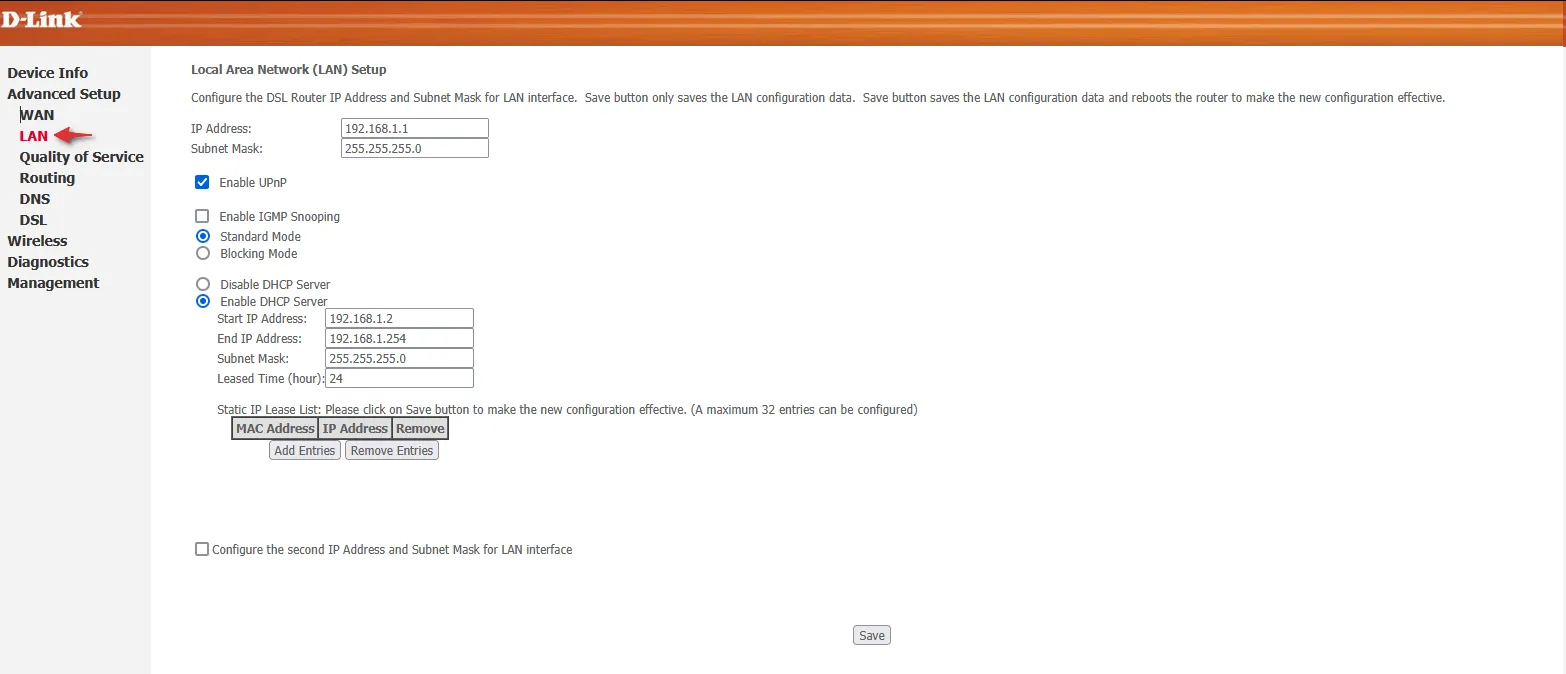 D-Link
Device Info
Advanced Setup
WAN
LAN
Quality of Service
Routing
DNS
DSL
Wireless
Diagnostics
Management
Local Area Network (LAN) Setup
Configure the DSL Router IP Address and Subnet Mask for LAN interface.  Save button only saves the LAN configuration data.  Save button saves the LAN configuration data and reboots the router to make the new configuration effective.
IP Address: 192.168.1.1
Subnet Mask: 255.255.255.0
Enable UPnP
Enable IGMP Snooping
Standard Mode
Blocking Mode
Disable DHCP Server
Enable DHCP Server
Start IP Address: 192.168.1.2
End IP Address: 192.168.1.254
Subnet Mask: 255.255.255.0
Leased Time (hour): 24
Static IP Lease List: Please click on Save button to make the new configuration effective. (A maximum 32 entries can be configured)
MAC Address IP Address Remove
Add Entries Remove Entries
Configure the second IP Address and Subnet Mask for LAN interface
Save